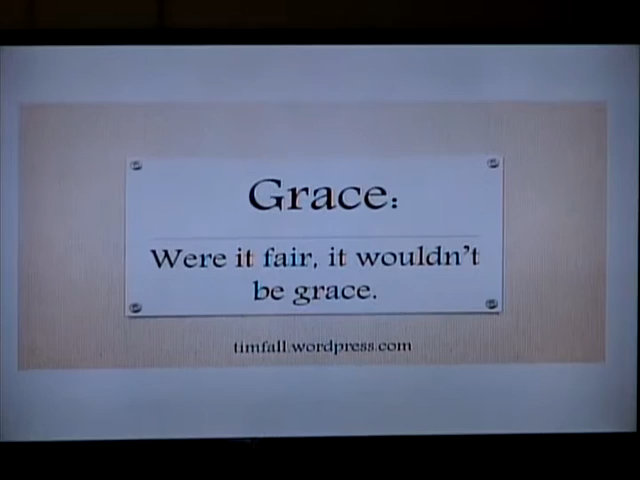 Grace:
Were it fair, it wouldn't
be grace.
timfall.wordpress.com